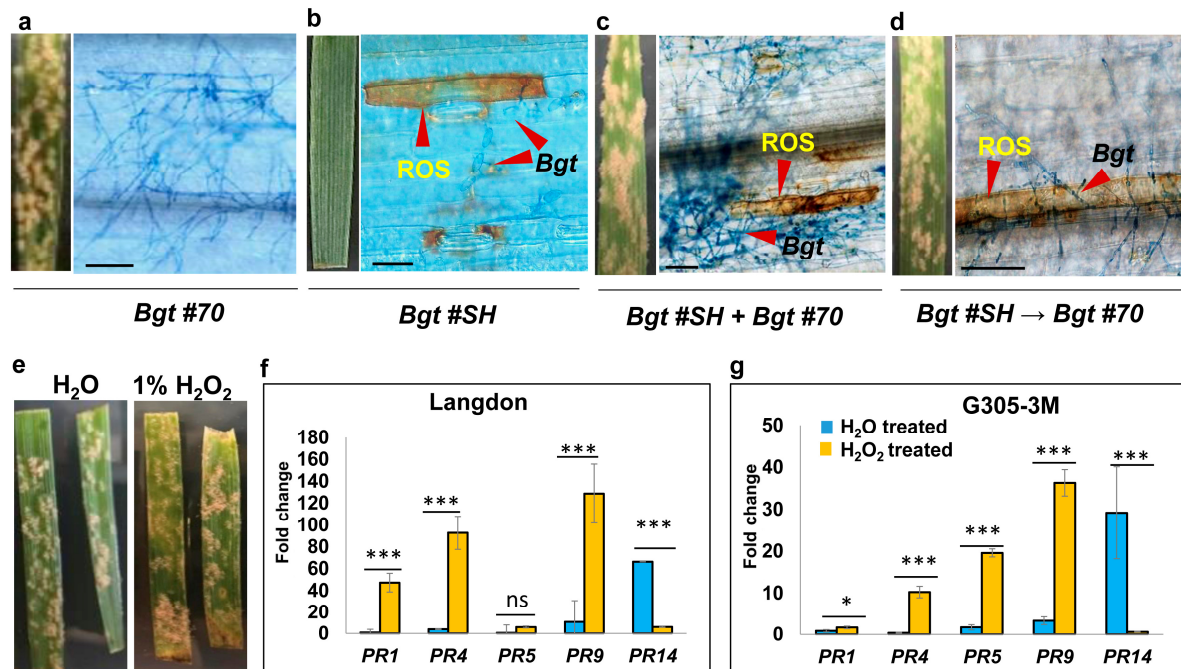 a
b
c
d
ROS
Bgt
ROS
Bgt
ROS
Bgt
Bgt #70
Bgt #SH
Bgt #SH + Bgt #70
Bgt #SH → Bgt #70
e
H₂O
1% H₂O₂
f
Langdon
Fold change
180
160
140
120
100
80
60
40
20
0
***
***
ns
***
***
PR1
PR4
PR5
PR9
PR14
g
G305-3M
H₂O treated
H₂O₂ treated
Fold change
50
40
30
20
10
0
*
***
***
***
***
PR1
PR4
PR5
PR9
PR14